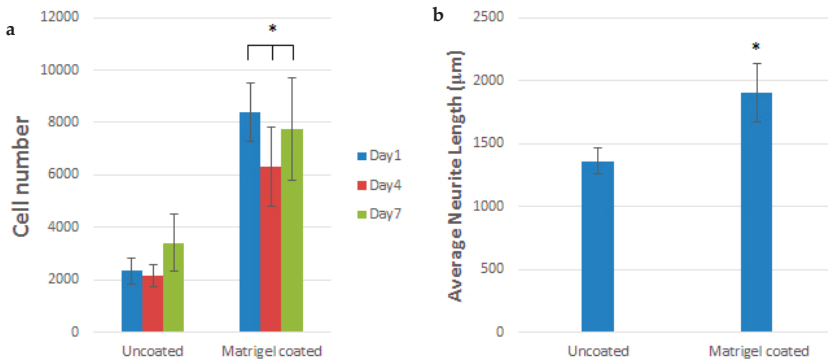 a
Cell number
12000
10000
8000
6000
4000
2000
0
*
Uncoated
Matrigel coated
Day1
Day4
Day7
b
Average Neurite Length (μm)
2500
2000
1500
1000
500
0
*
Uncoated
Matrigel coated